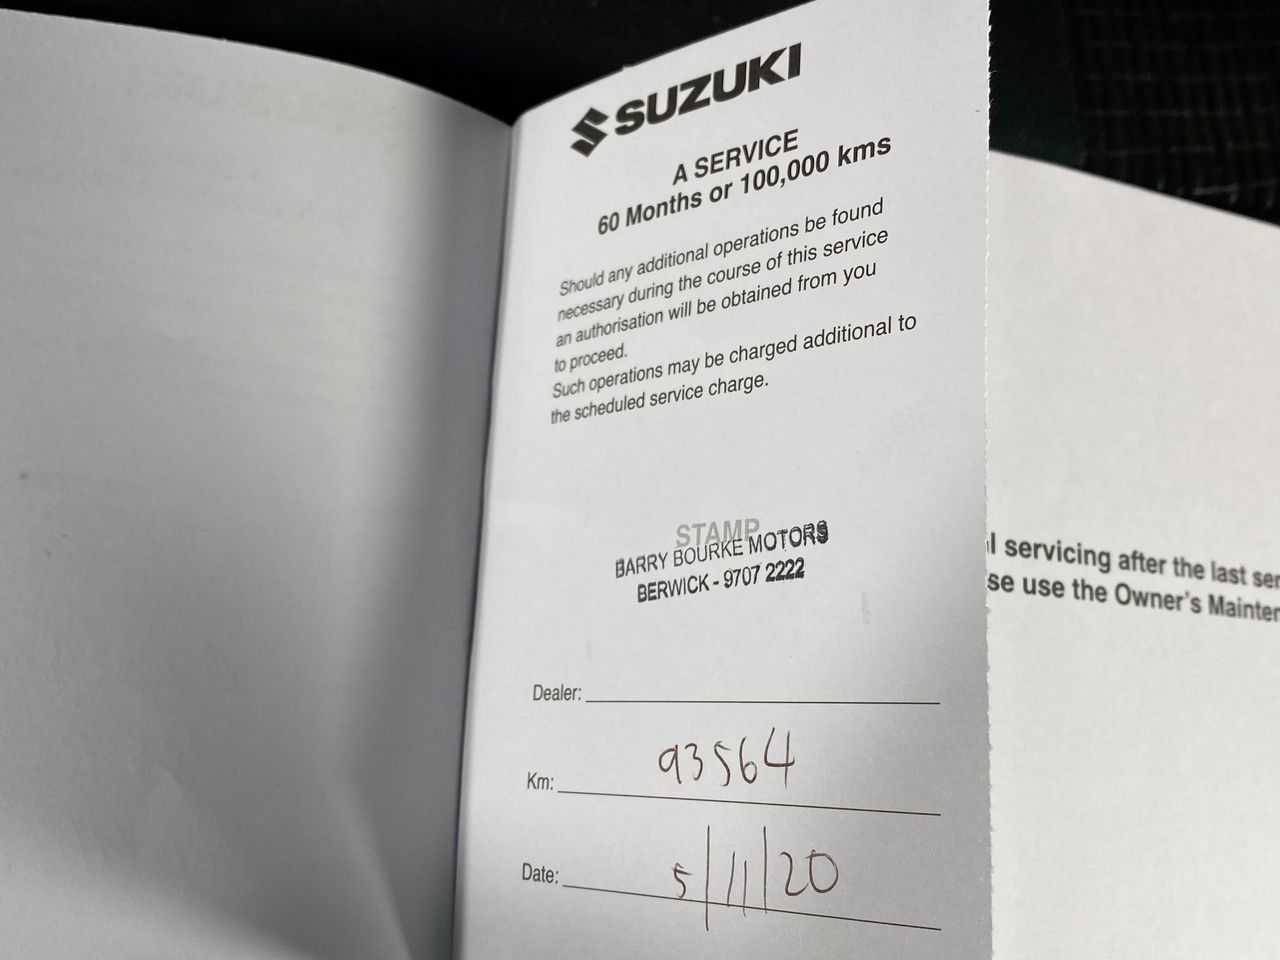 SUZUKI
A SERVICE
60 Months or 100,000 kms
Should any additional operations be found
necessary during the course of this service
an authorisation will be obtained from you
to proceed.
Such operations may be charged additional to
the scheduled service charge.
STAMP
BARRY BOURKE MOTORS
BERWICK - 9707 2222
Dealer:
Km: 93564
Date: 5/11/20
l servicing after the last ser
se use the Owner's Mainten